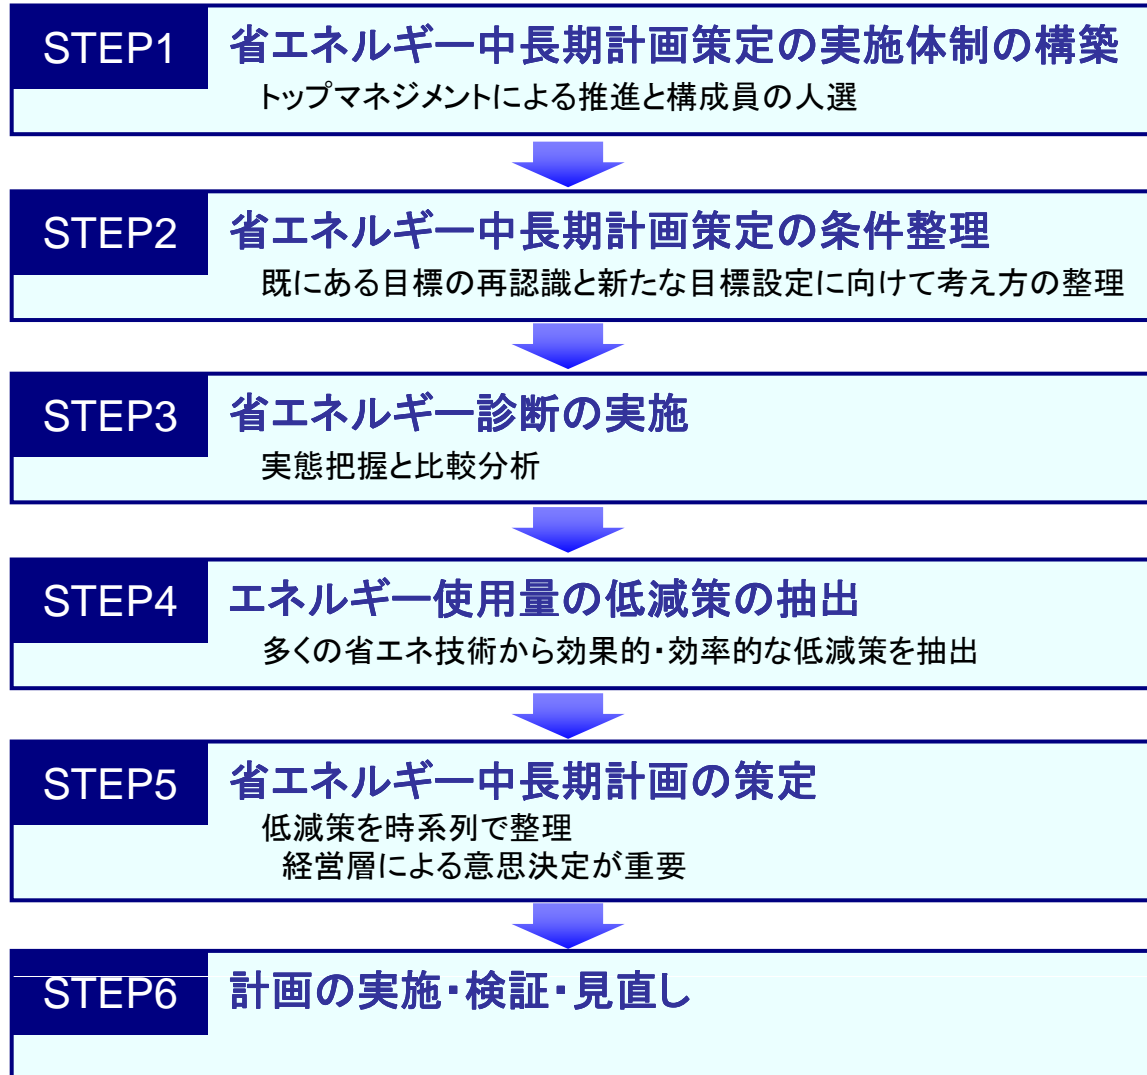 STEP1 省エネルギー中長期計画策定の実施体制の構築
トップマネジメントによる推進と構成員の人選
STEP2 省エネルギー中長期計画策定の条件整理
既にある目標の再認識と新たな目標設定に向けて考え方の整理
STEP3 省エネルギー診断の実施
実態把握と比較分析
STEP4 エネルギー使用量の低減策の抽出
多くの省エネ技術から効果的・効率的な低減策を抽出
STEP5 省エネルギー中長期計画の策定
低減策を時系列で整理
経営層による意思決定が重要
STEP6 計画の実施・検証・見直し